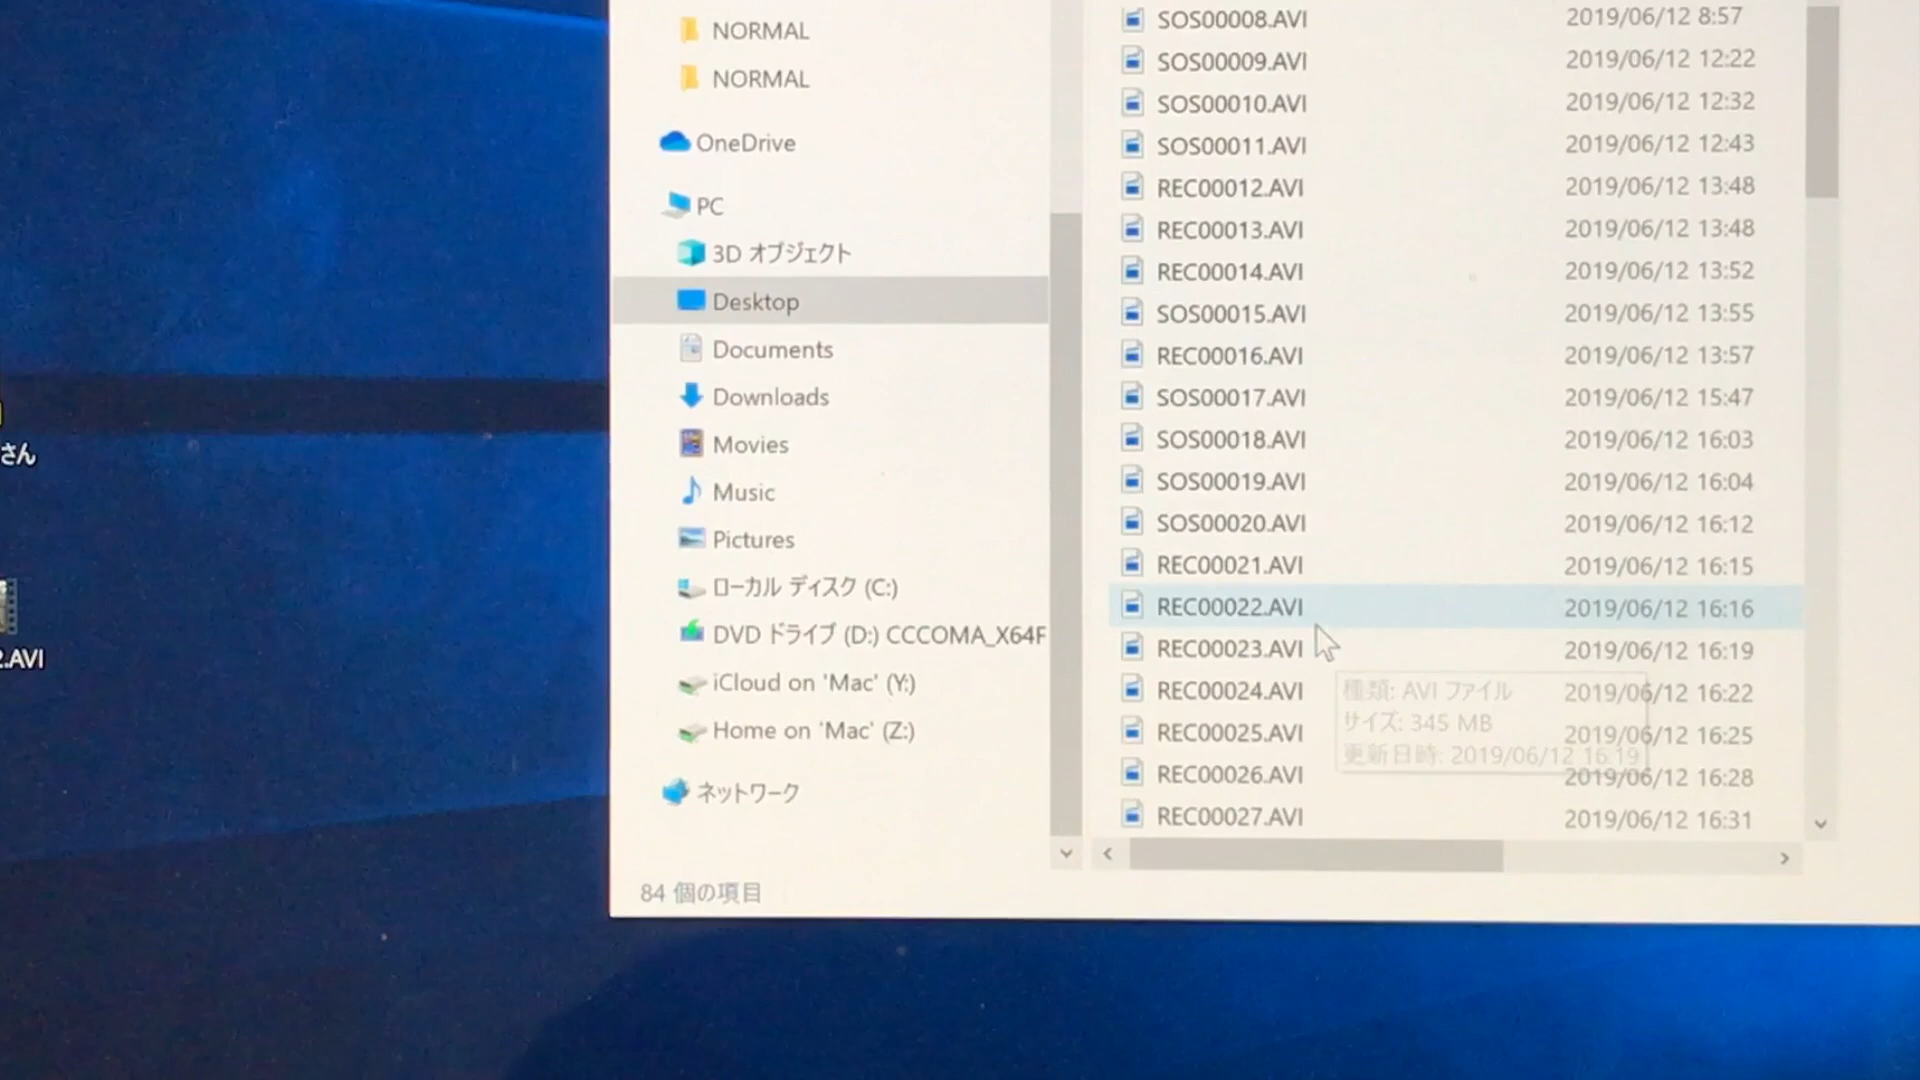 NORMAL
NORMAL
OneDrive
PC
3D オブジェクト
Desktop
Documents
Downloads
Movies
Music
Pictures
ローカル ディスク (C:)
DVD ドライブ (D:) CCCOMA_X64F
iCloud on 'Mac' (Y:)
Home on 'Mac' (Z:)
ネットワーク
84 個の項目
SOS00008.AVI 2019/06/12 8:57
SOS00009.AVI 2019/06/12 12:22
SOS00010.AVI 2019/06/12 12:32
SOS00011.AVI 2019/06/12 12:43
REC00012.AVI 2019/06/12 13:48
REC00013.AVI 2019/06/12 13:48
REC00014.AVI 2019/06/12 13:52
SOS00015.AVI 2019/06/12 13:55
REC00016.AVI 2019/06/12 13:57
SOS00017.AVI 2019/06/12 15:47
SOS00018.AVI 2019/06/12 16:03
SOS00019.AVI 2019/06/12 16:04
SOS00020.AVI 2019/06/12 16:12
REC00021.AVI 2019/06/12 16:15
REC00022.AVI 2019/06/12 16:16
REC00023.AVI 2019/06/12 16:19
REC00024.AVI 2019/06/12 16:22
REC00025.AVI 2019/06/12 16:25
REC00026.AVI 2019/06/12 16:28
REC00027.AVI 2019/06/12 16:31
種類: AVI ファイル
サイズ: 345 MB
更新日時: 2019/06/12 16:19
さん
2.AVI